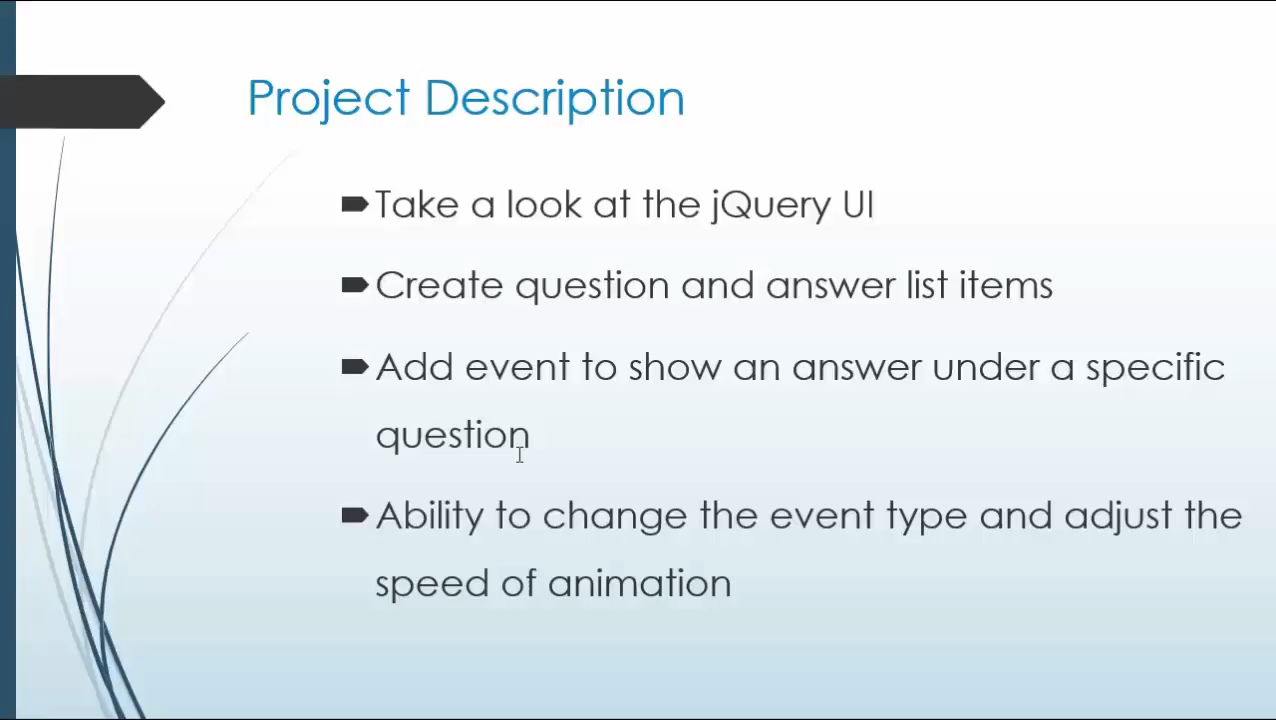 Project Description
Take a look at the jQuery UI
Create question and answer list items
Add event to show an answer under a specific
question
Ability to change the event type and adjust the
speed of animation